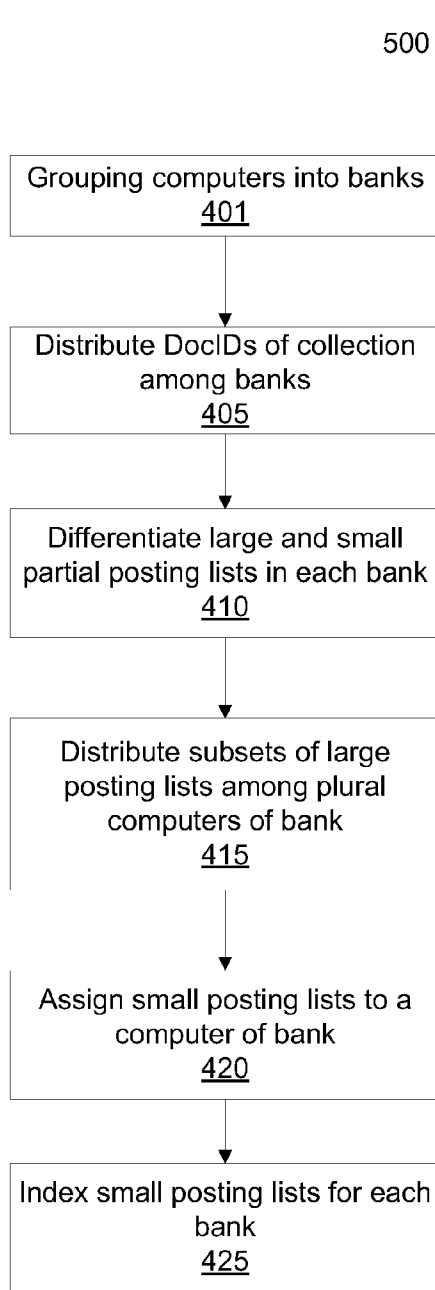 500
Grouping computers into banks
401
Distribute DocIDs of collection
among banks
405
Differentiate large and small
partial posting lists in each bank
410
Distribute subsets of large
posting lists among plural
computers of bank
415
Assign small posting lists to a
computer of bank
420
Index small posting lists for each
bank
425